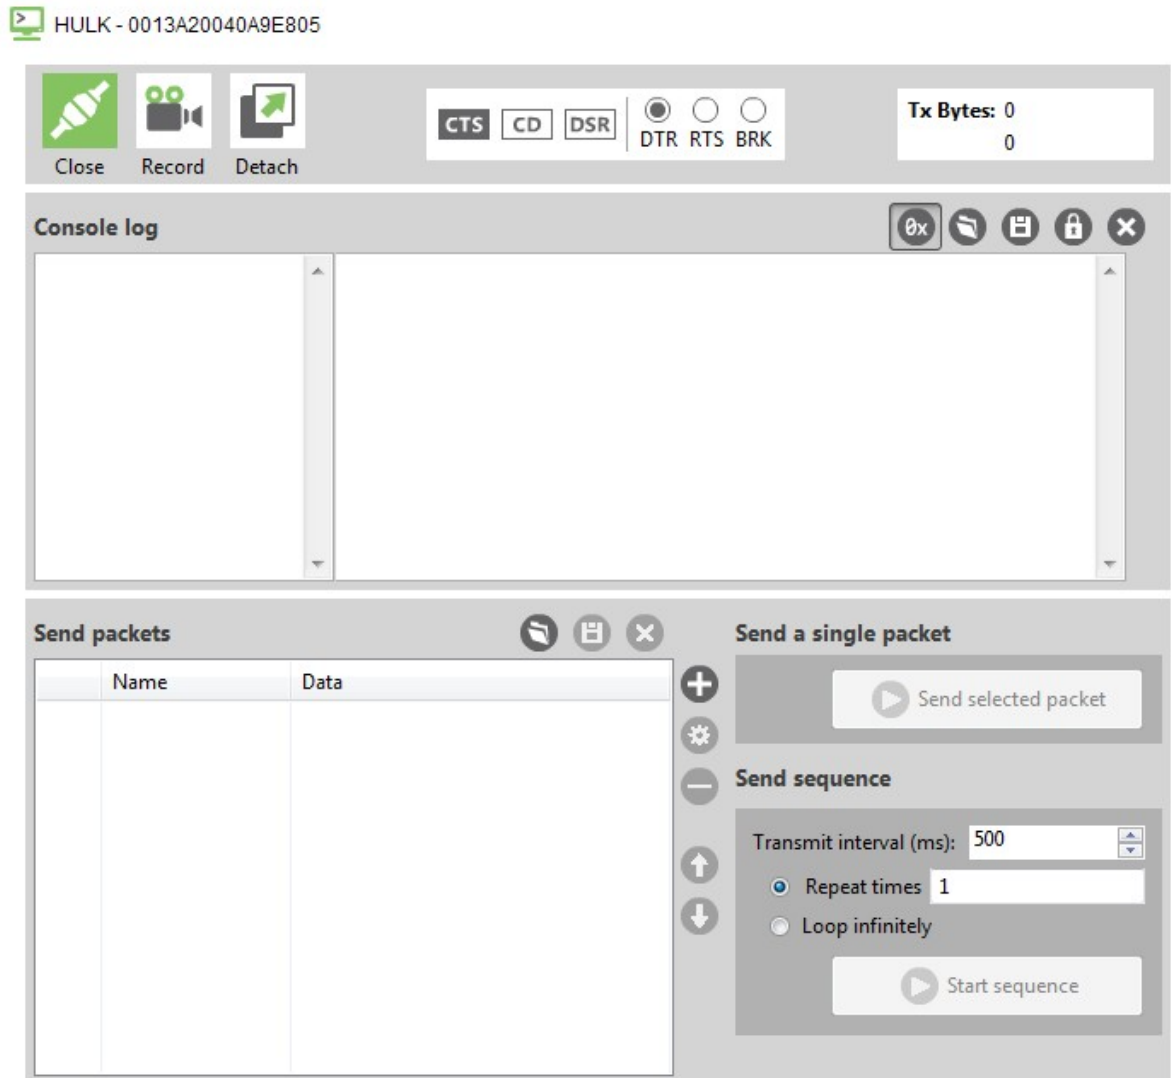 HULK - 0013A20040A9E805
Close Record Detach
CTS CD DSR DTR RTS BRK
Tx Bytes: 0
0
Console log
0x
Send packets
Name Data
Send a single packet
Send selected packet
Send sequence
Transmit interval (ms): 500
Repeat times 1
Loop infinitely
Start sequence